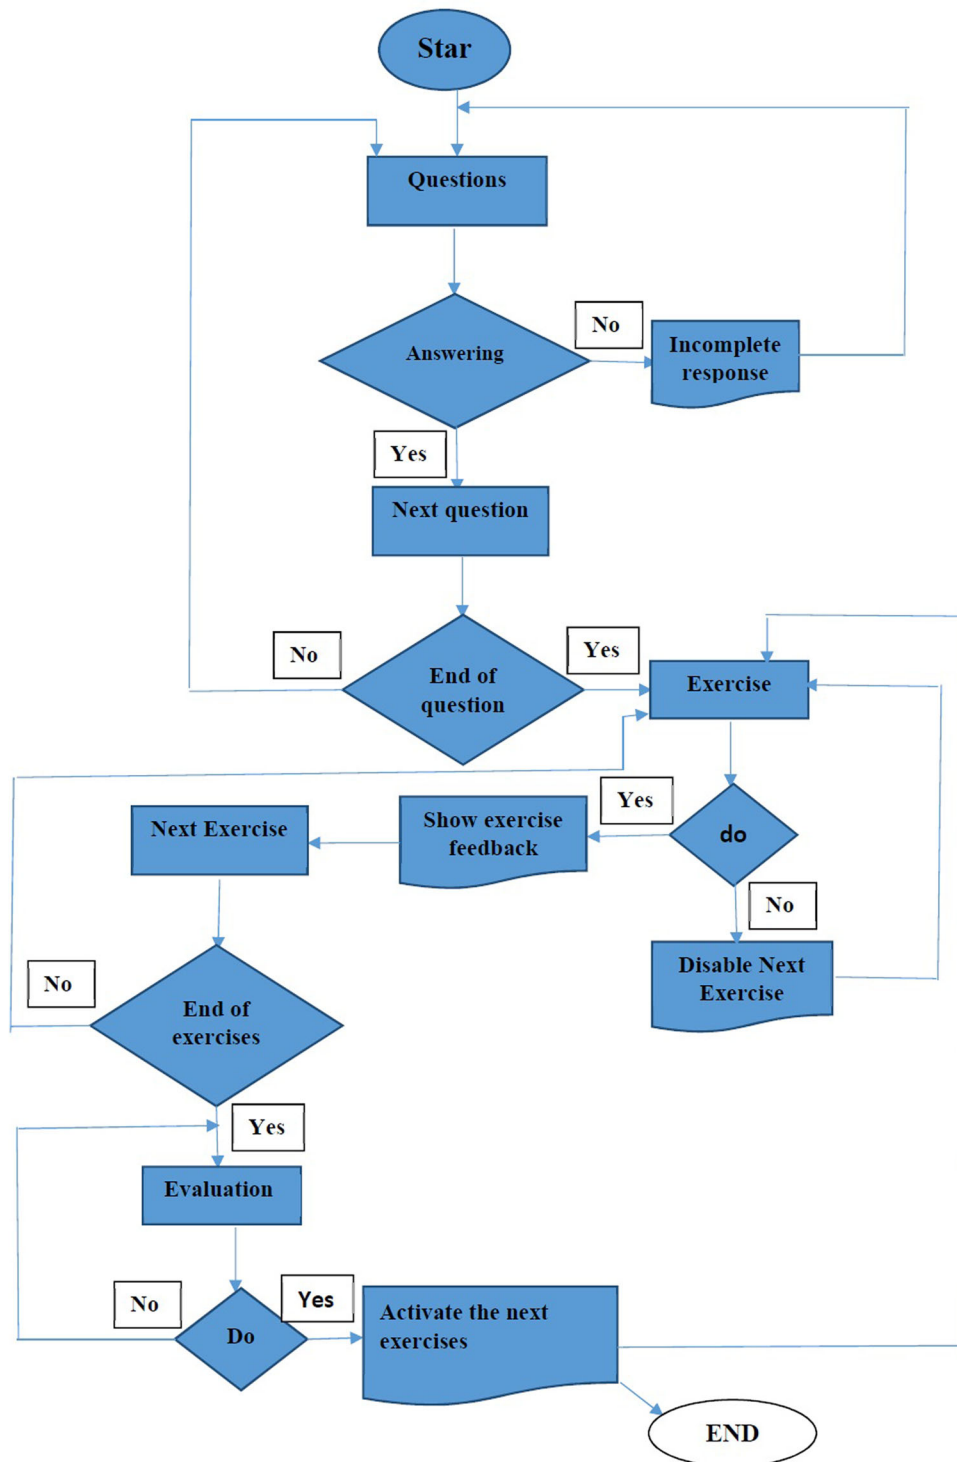 Star
Questions
Answering
No
Incomplete
response
Yes
Next question
No
End of
question
Yes
Exercise
do
Yes
Show exercise
feedback
Next Exercise
No
Disable Next
Exercise
No
End of
exercises
Yes
Evaluation
No
Do
Yes
Activate the next
exercises
END